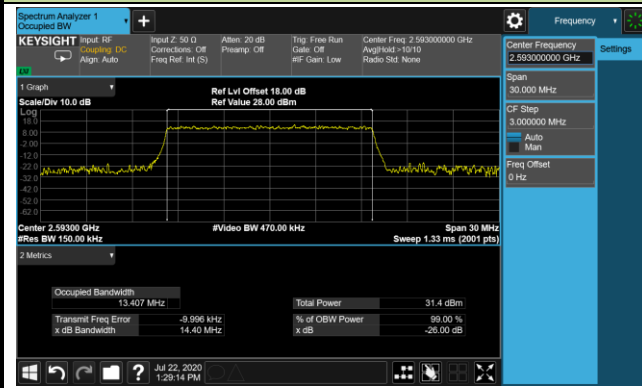 Spectrum Analyzer 1
Occupied BW
Frequency
KEYSIGHT
Input: RF
Coupling: DC
Align: Auto
Input Z: 50 Ω
Corrections: Off
Freq Ref: Int (S)
Atten: 20 dB
Preamp: Off
Trig: Free Run
Gate: Off
#IF Gain: Low
Center Freq: 2.593000000 GHz
Avg|Hold:>10/10
Radio Std: None
Center Frequency
2.593000000 GHz
Settings
Span
30.000 MHz
CF Step
3.000000 MHz
Auto
Man
Freq Offset
0 Hz
1 Graph
Scale/Div 10.0 dB
Ref Lvl Offset 18.00 dB
Ref Value 28.00 dBm
Log
18.0
8.00
-2.00
-12.0
-22.0
-32.0
-42.0
-52.0
-62.0
Center 2.59300 GHz
#Res BW 150.00 kHz
#Video BW 470.00 kHz
Span 30 MHz
Sweep 1.33 ms (2001 pts)
2 Metrics
Occupied Bandwidth
13.407 MHz
Total Power 31.4 dBm
Transmit Freq Error -9.996 kHz
% of OBW Power 99.00 %
x dB Bandwidth 14.40 MHz
x dB -26.00 dB
?
Jul 22, 2020
1:29:14 PM